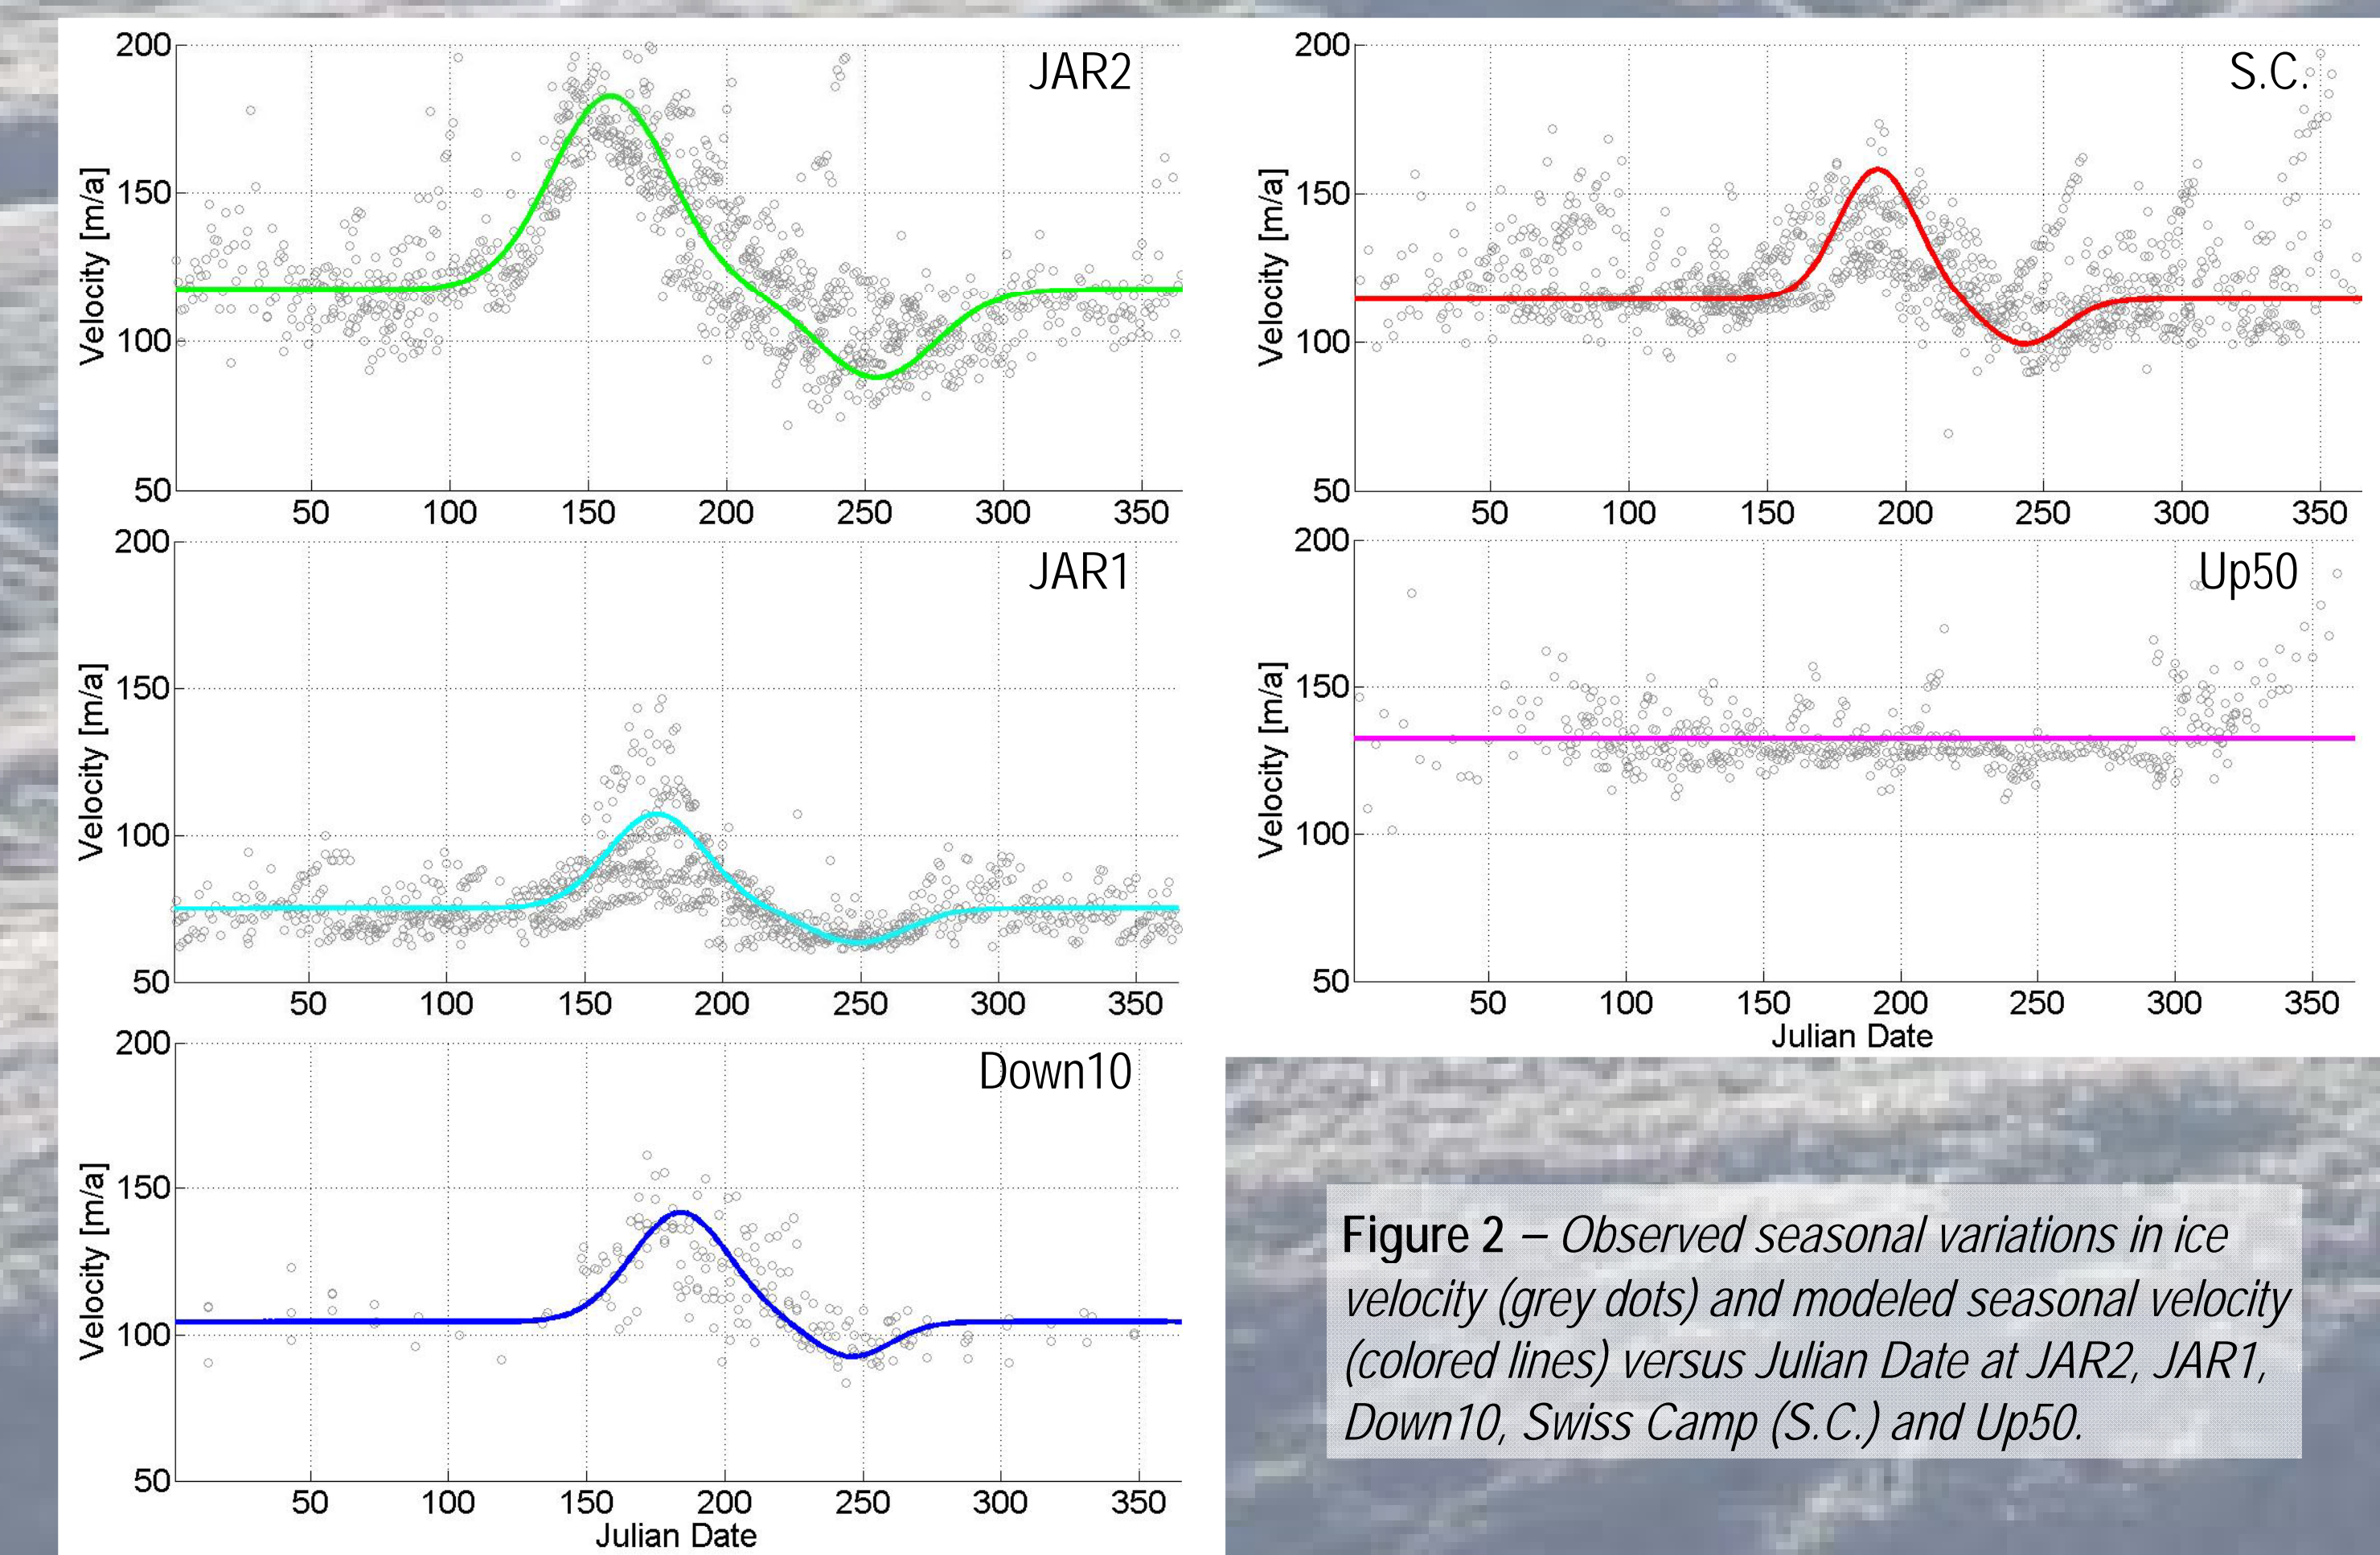 JAR2
Velocity [m/a]
200
150
100
50
50 100 150 200 250 300 350
S.C.
Velocity [m/a]
200
150
100
50
50 100 150 200 250 300 350
JAR1
Velocity [m/a]
200
150
100
50
50 100 150 200 250 300 350
Up50
Velocity [m/a]
200
150
100
50
50 100 150 200 250 300 350
Julian Date
Down10
Velocity [m/a]
200
150
100
50
50 100 150 200 250 300 350
Julian Date
Figure 2 – Observed seasonal variations in ice
velocity (grey dots) and modeled seasonal velocity
(colored lines) versus Julian Date at JAR2, JAR1,
Down10, Swiss Camp (S.C.) and Up50.